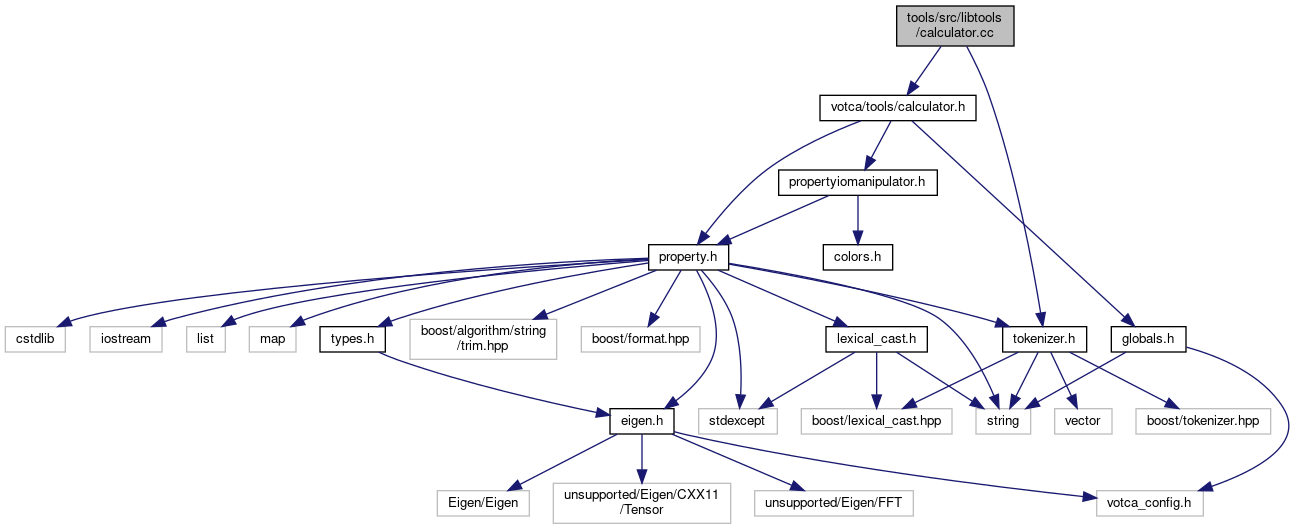 tools/src/libtools
/calculator.cc
votca/tools/calculator.h
propertyiomanipulator.h
property.h
colors.h
cstdlib
iostream
list
map
types.h
boost/algorithm/string
/trim.hpp
boost/format.hpp
lexical_cast.h
tokenizer.h
globals.h
eigen.h
stdexcept
boost/lexical_cast.hpp
string
vector
boost/tokenizer.hpp
Eigen/Eigen
unsupported/Eigen/CXX11
/Tensor
unsupported/Eigen/FFT
votca_config.h